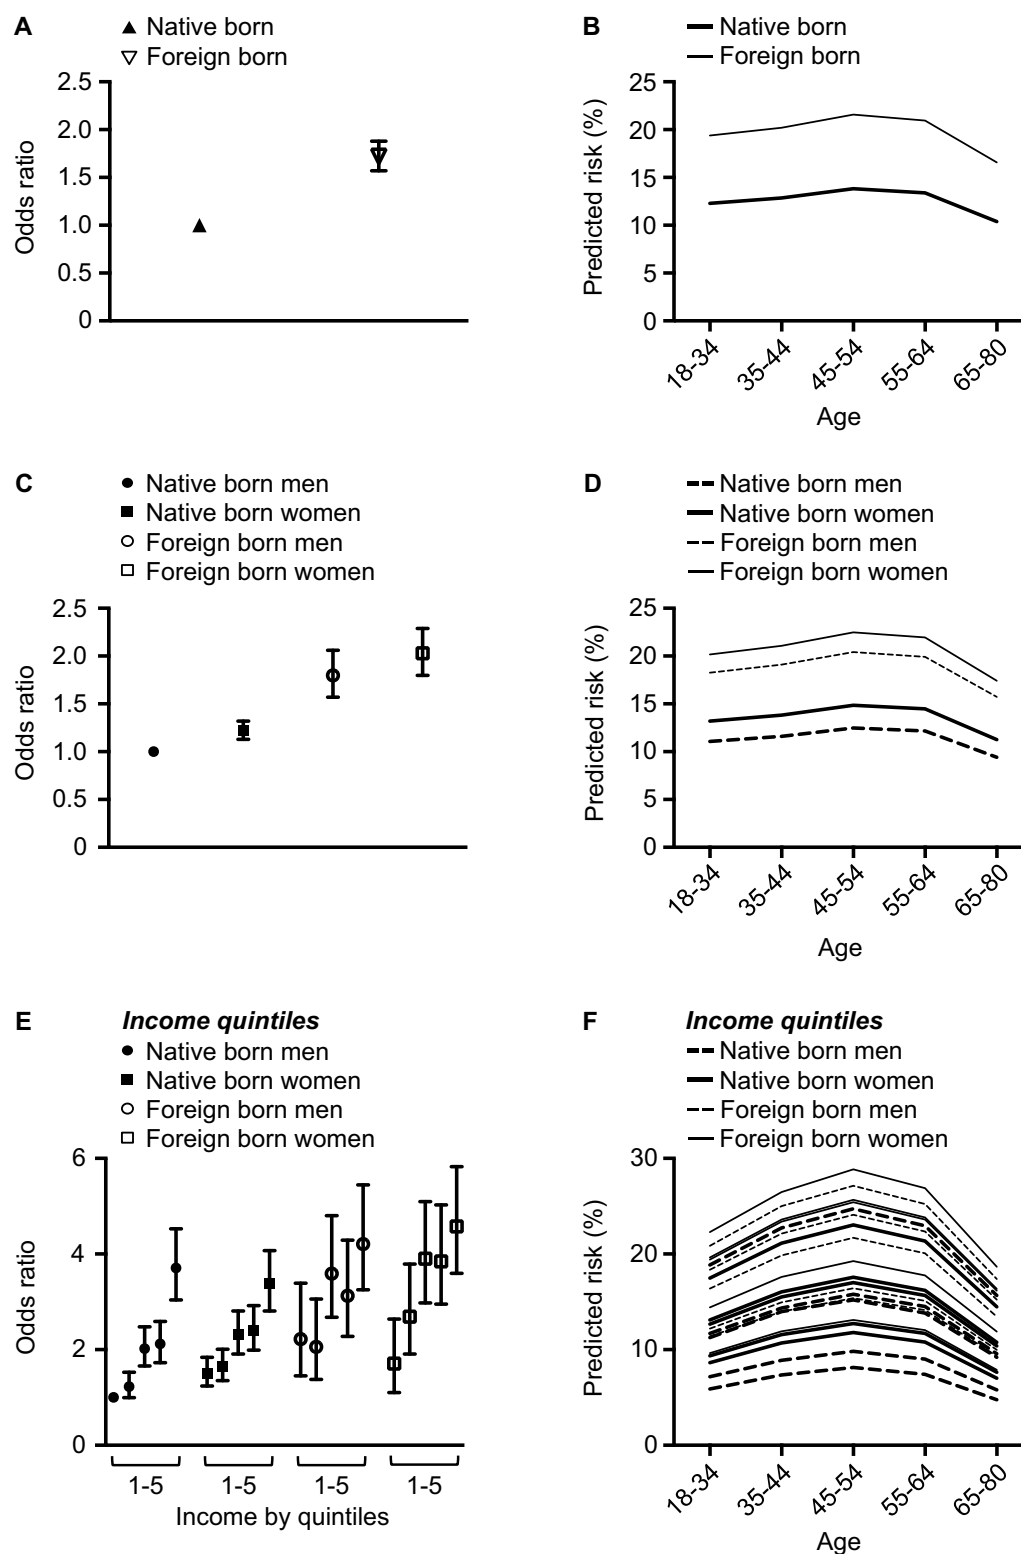 A
▲ Native born
▽ Foreign born
2.5
2.0
1.5
1.0
0.5
0
Odds ratio
B
Native born
Foreign born
25
20
15
10
5
0
Predicted risk (%)
18-34
35-44
45-54
55-64
65-80
Age
C
Native born men
Native born women
Foreign born men
Foreign born women
2.5
2.0
1.5
1.0
0.5
0
Odds ratio
D
Native born men
Native born women
Foreign born men
Foreign born women
25
20
15
10
5
0
Predicted risk (%)
18-34
35-44
45-54
55-64
65-80
Age
E
Income quintiles
Native born men
Native born women
Foreign born men
Foreign born women
6
4
2
0
Odds ratio
1-5 1-5 1-5 1-5
Income by quintiles
F
Income quintiles
Native born men
Native born women
Foreign born men
Foreign born women
30
20
10
0
Predicted risk (%)
18-34
35-44
45-54
55-64
65-80
Age